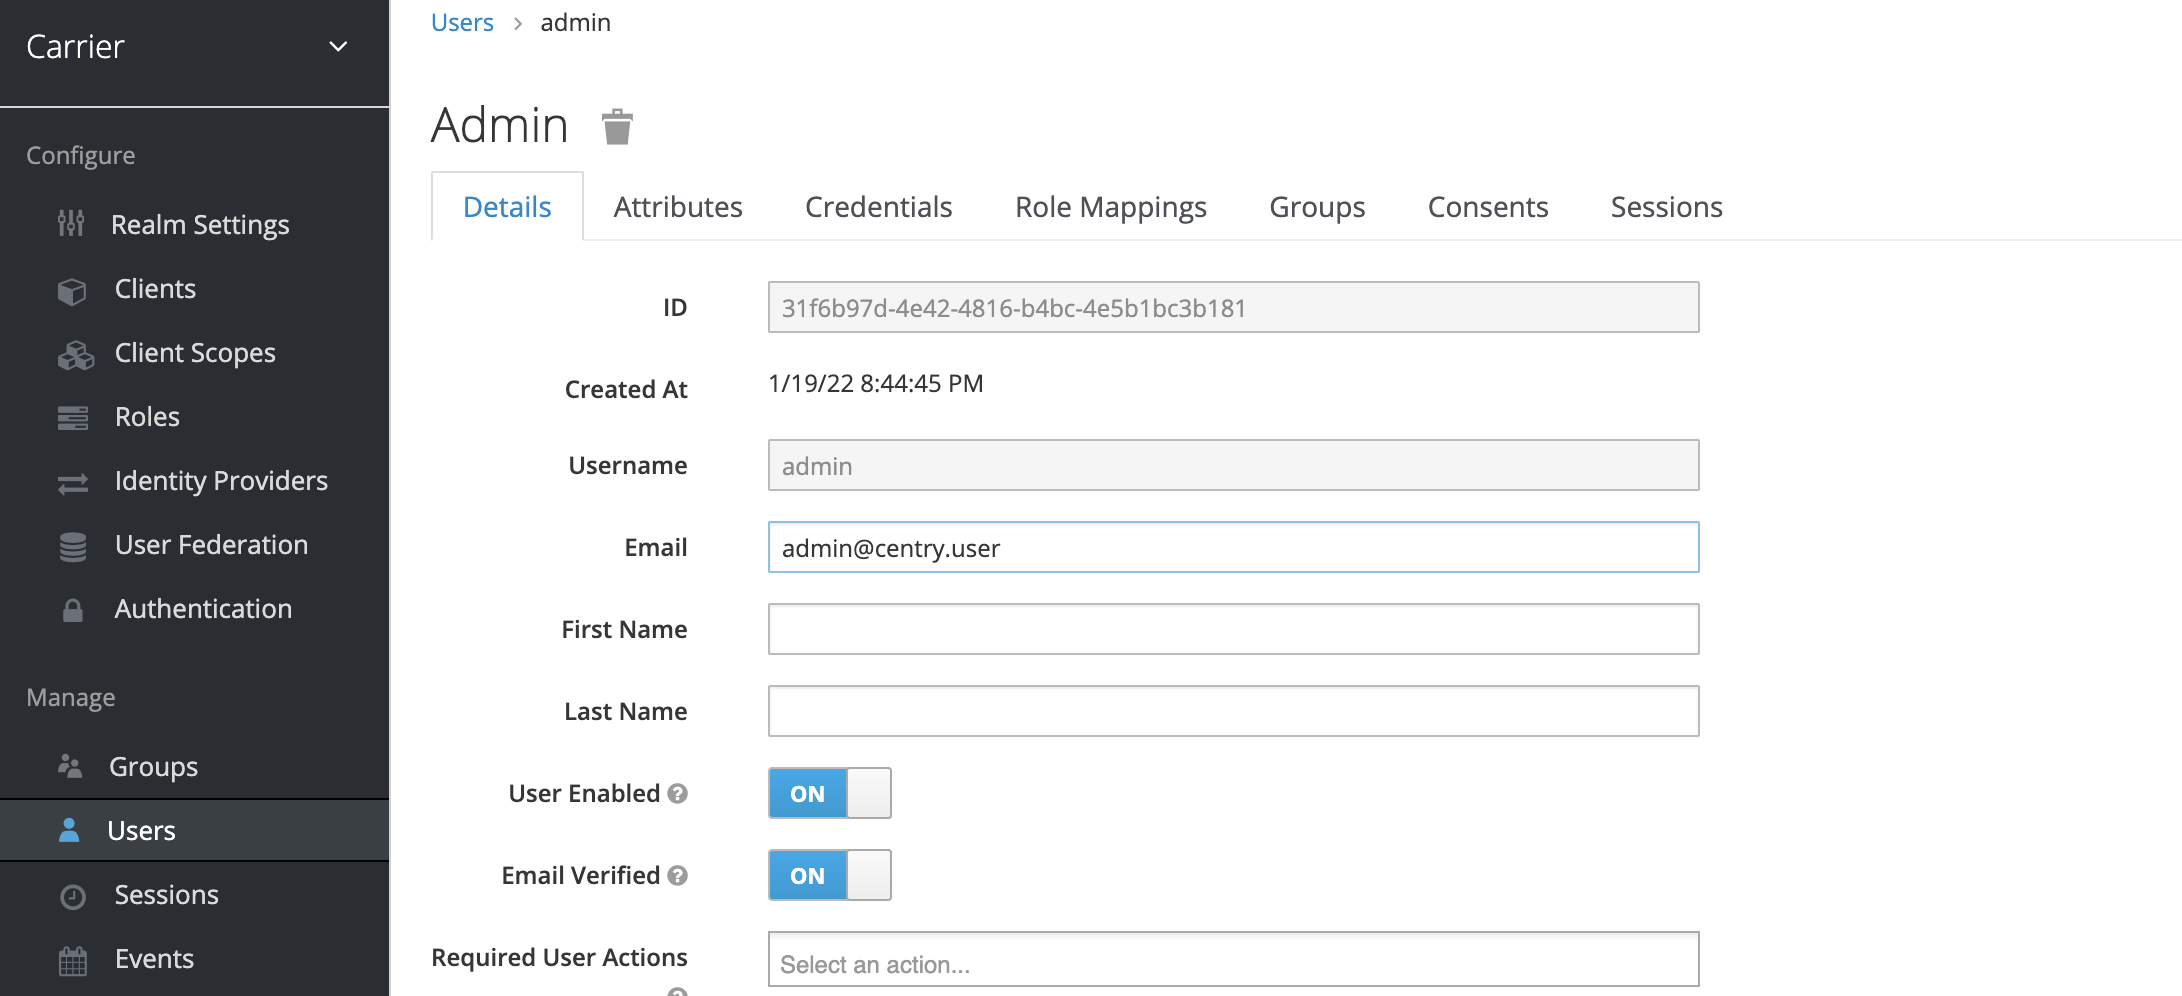 Carrier
Configure
Realm Settings
Clients
Client Scopes
Roles
Identity Providers
User Federation
Authentication
Manage
Groups
Users
Sessions
Events
Users > admin
Admin
Details Attributes Credentials Role Mappings Groups Consents Sessions
ID 31f6b97d-4e42-4816-b4bc-4e5b1bc3b181
Created At 1/19/22 8:44:45 PM
Username admin
Email admin@centry.user
First Name
Last Name
User Enabled ? ON
Email Verified ? ON
Required User Actions Select an action...
?